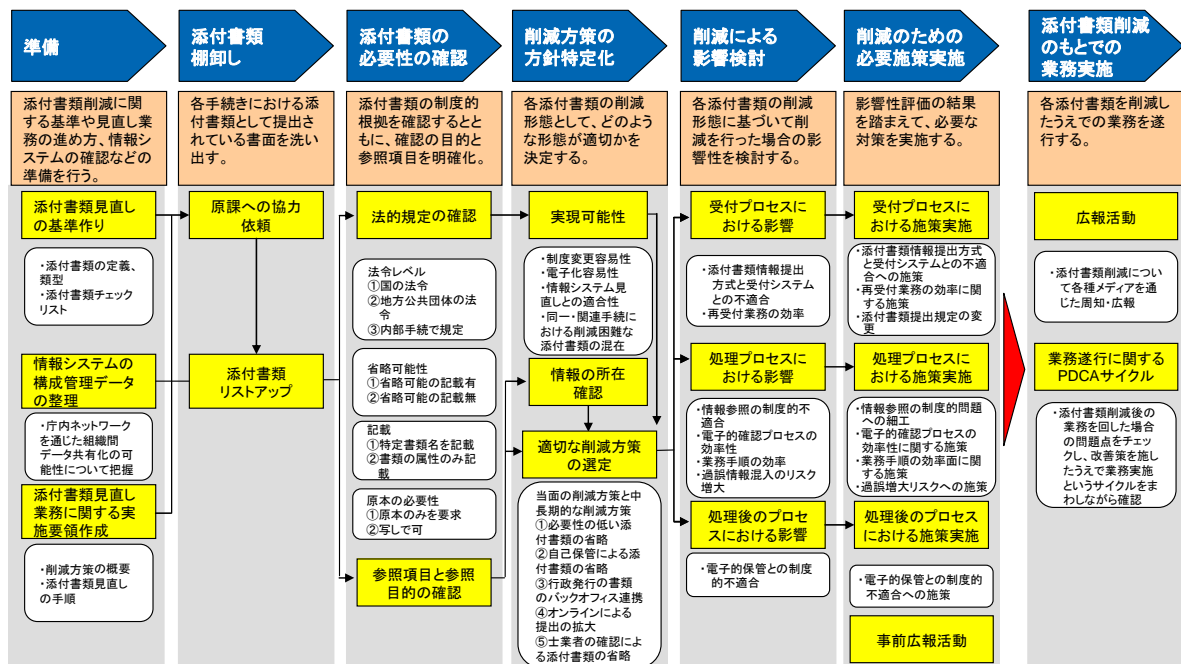 準備
添付書類
棚卸し
添付書類の
必要性の確認
削減方策の
方針特定化
削減による
影響検討
削減のための
必要施策実施
添付書類削減
のもとでの
業務実施
添付書類削減に関
する基準や見直し業
務の進め方、情報シ
ステムの確認などの
準備を行う。
各手続きにおける添
付書類として提出さ
れている書面を洗い
出す。
添付書類の制度的
根拠を確認するとと
もに、確認の目的と
参照項目を明確化。
各添付書類の削減
形態として、どのよう
な形態が適切かを
決定する。
各添付書類の削減
形態に基づいて削
減を行った場合の影
響性を検討する。
影響性評価の結果
を踏まえて、必要な
対策を実施する。
各添付書類を削減し
たうえでの業務を遂
行する。
添付書類見直し
の基準作り
・添付書類の定義、
類型
・添付書類チェック
リスト
情報システムの
構成管理データ
の整理
・庁内ネットワーク
を通じた組織間
データ共有化の可
能性について把握
添付書類見直し
業務に関する実
施要領作成
・削減方策の概要
・添付書類見直し
の手順
原課への協力
依頼
添付書類
リストアップ
法的規定の確認
法令レベル
①国の法令
②地方公共団体の法
令
③内部手続で規定
省略可能性
①省略可能の記載有
②省略可能の記載無
記載
①特定書類名を記載
②書類の属性のみ記
載
原本の必要性
①原本のみを要求
②写しで可
参照項目と参照
目的の確認
実現可能性
・制度変更容易性
・電子化容易性
・情報システム見
直しとの適合性
・同一・関連手続に
おける削減困難な
添付書類の混在
情報の所在
確認
適切な削減方策
の選定
当面の削減方策と中
長期的な削減方策
①必要性の低い添
付書類の省略
②自己保管による添
付書類の省略
③行政発行の書類
のバックオフィス連携
④オンラインによる
提出の拡大
⑤士業者の確認によ
る添付書類の省略
受付プロセスに
おける影響
・添付書類情報提出
方式と受付システム
との不適合
・再受付業務の効率
処理プロセスに
おける影響
・情報参照の制度的不
適合
・電子的確認プロセスの
効率性
・業務手順の効率
・過誤情報混入のリスク
増大
処理後のプロセ
スにおける影響
・電子的保管との制度
的不適合
受付プロセスに
おける施策実施
・添付書類情報提出方式
と受付システムとの不適
合への施策
・再受付業務の効率に関
する施策
・添付書類提出規定の変
更
処理プロセスに
おける施策実施
・情報参照の制度的問題
への細工
・電子的確認プロセスの
効率性に関する施策
・業務手順の効率面に関
する施策
・過誤増大リスクへの施策
処理後のプロセス
における施策実施
・電子的保管との制度的
不適合への施策
事前広報活動
広報活動
・添付書類削減につい
て各種メディアを通
じた周知・広報
業務遂行に関する
PDCAサイクル
・添付書類削減後の
業務を回した場合
の問題点をチェッ
クし、改善策を施し
たうえで業務実施
というサイクルをま
わしながら確認